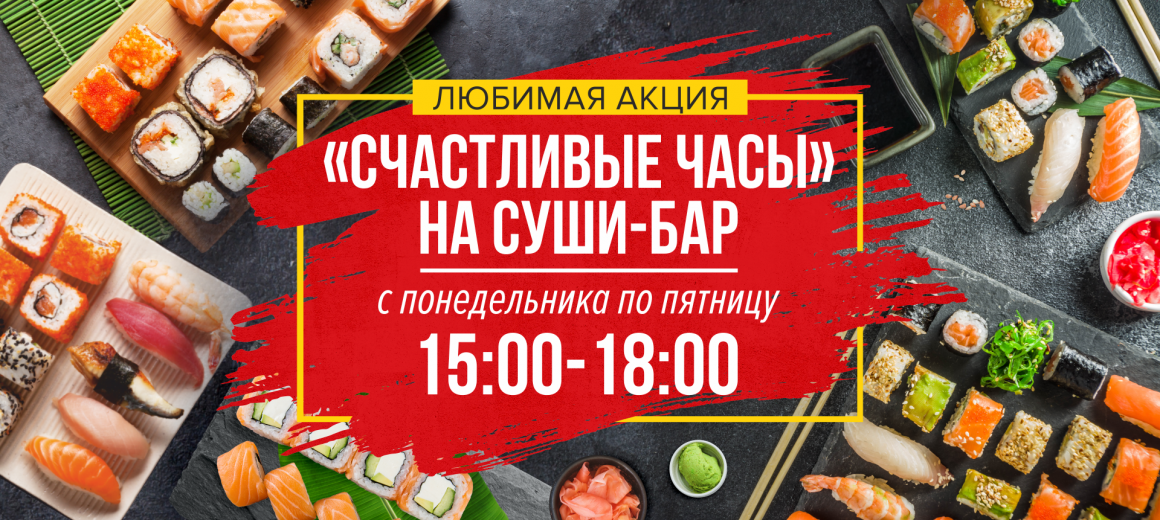 ЛЮБИМАЯ АКЦИЯ
«СЧАСТЛИВЫЕ ЧАСЫ»
НА СУШИ-БАР
с понедельника по пятницу
15:00-18:00